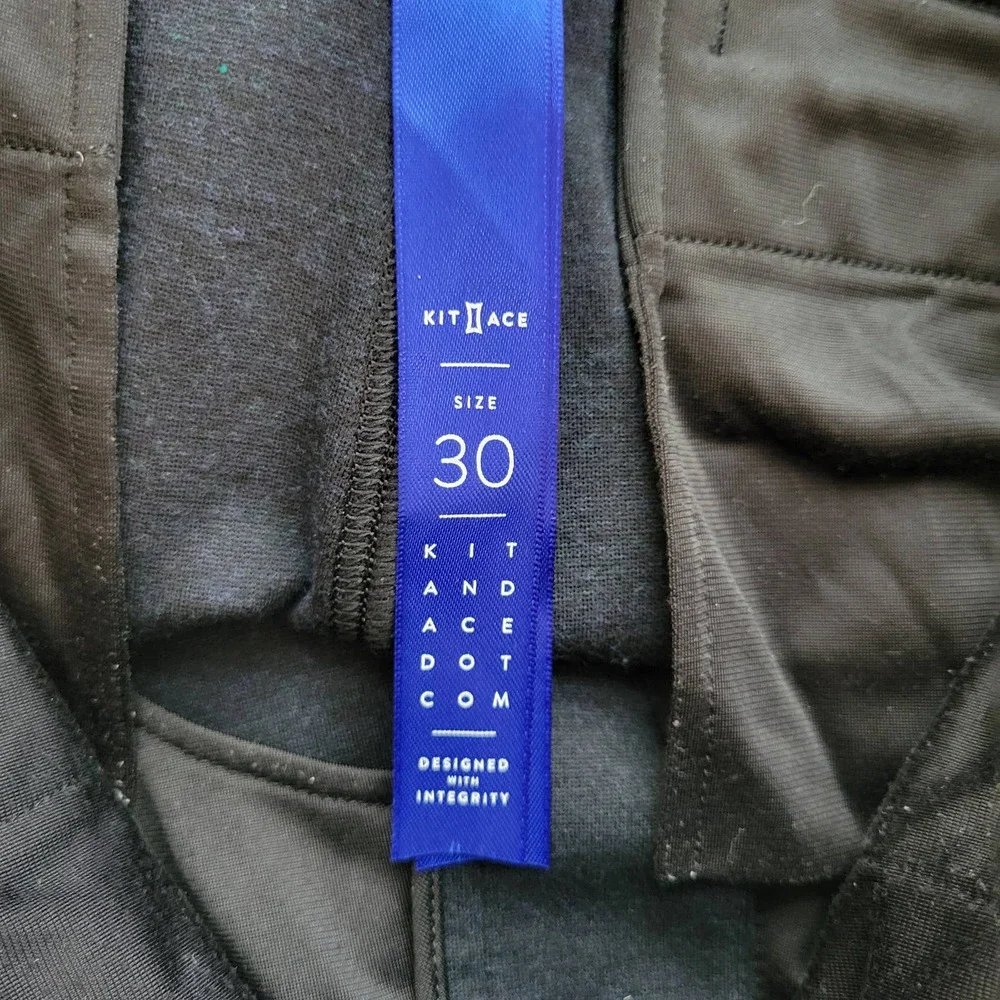 KIT ACE
SIZE
30
K I T
A N D
A C E
D O T
C O M
DESIGNED
WITH
INTEGRITY